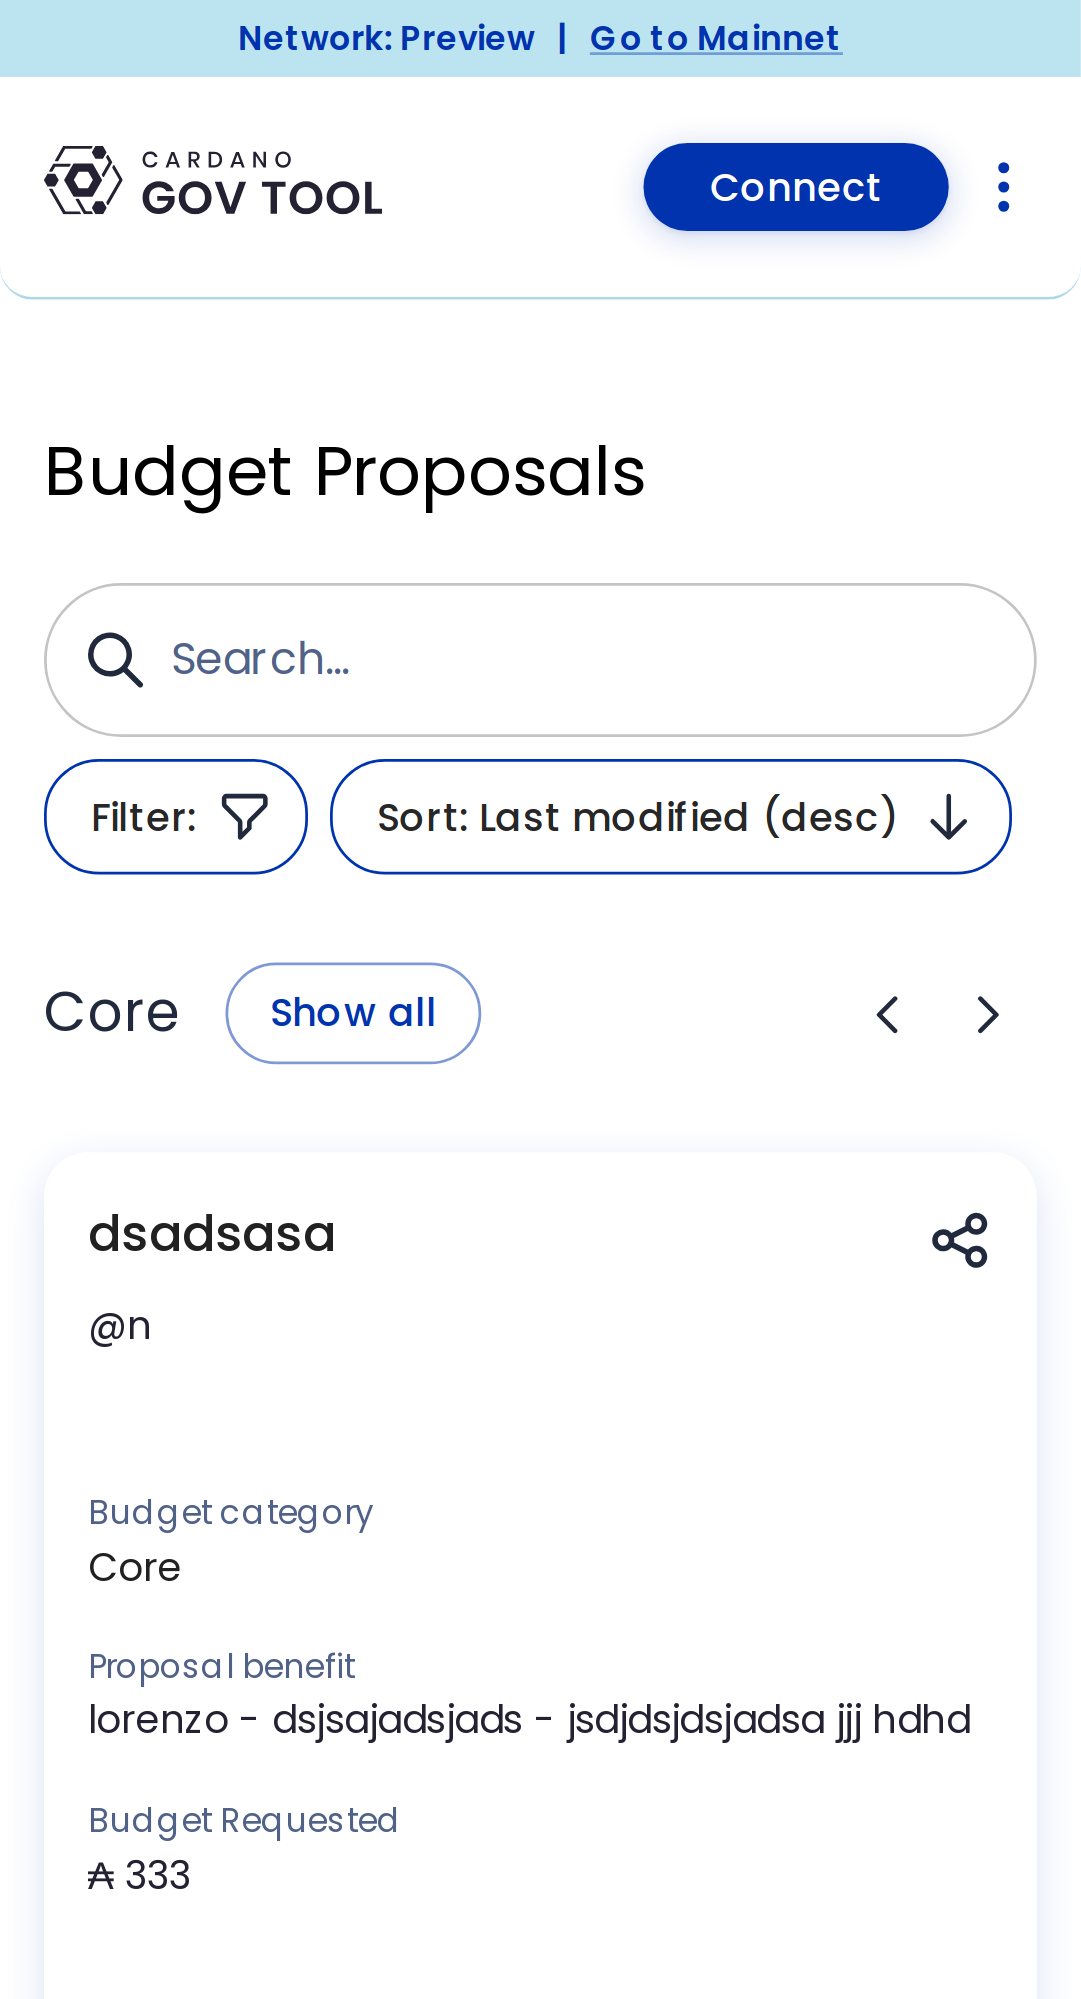 Network: Preview | Go to Mainnet
CARDANO
GOV TOOL
Connect
Budget Proposals
Search...
Filter:
Sort: Last modified (desc)
Core
Show all
dsadsasa
@n
Budget category
Core
Proposal benefit
lorenzo - dsjsajadsjads - jsdjdsjdsjadsa jjj hdhd
Budget Requested
₳ 333